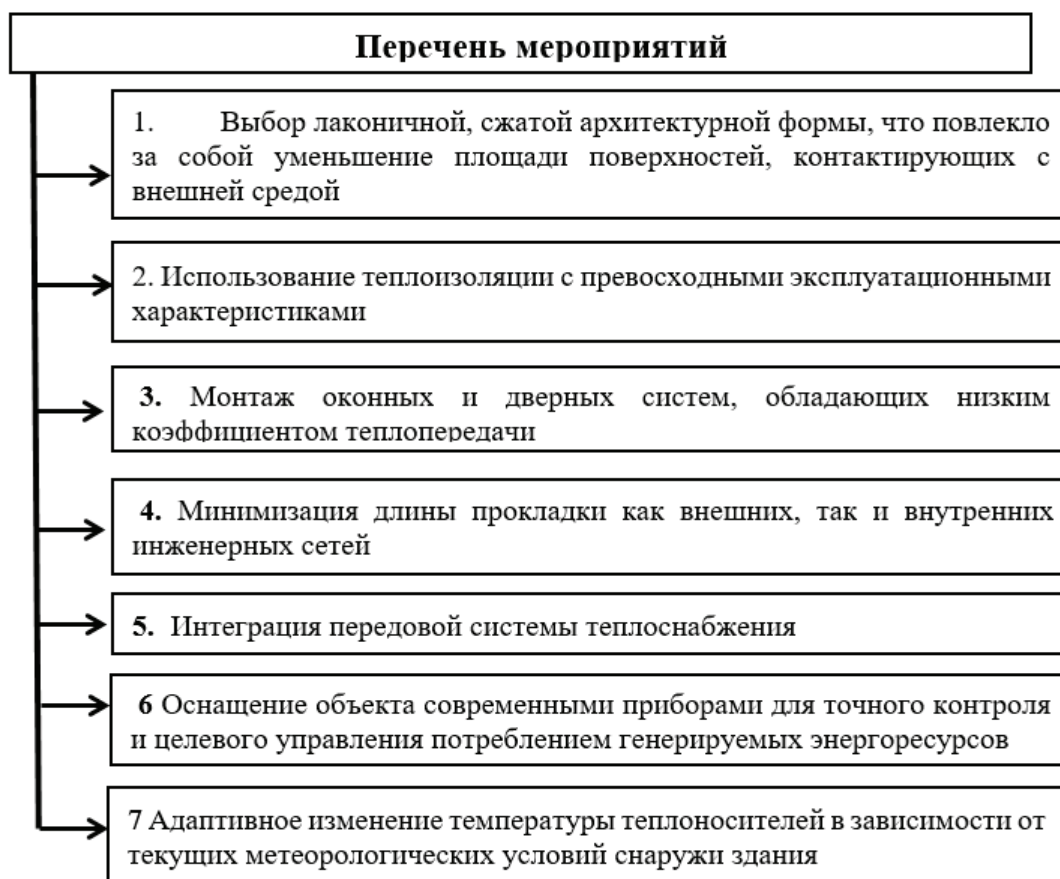 Перечень мероприятий
1. Выбор лаконичной, сжатой архитектурной формы, что повлекло
за собой уменьшение площади поверхностей, контактирующих с
внешней средой
2. Использование теплоизоляции с превосходными эксплуатационными
характеристиками
3. Монтаж оконных и дверных систем, обладающих низким
коэффициентом теплопередачи
4. Минимизация длины прокладки как внешних, так и внутренних
инженерных сетей
5. Интеграция передовой системы теплоснабжения
6 Оснащение объекта современными приборами для точного контроля
и целевого управления потреблением генерируемых энергоресурсов
7 Адаптивное изменение температуры теплоносителей в зависимости от
текущих метеорологических условий снаружи здания